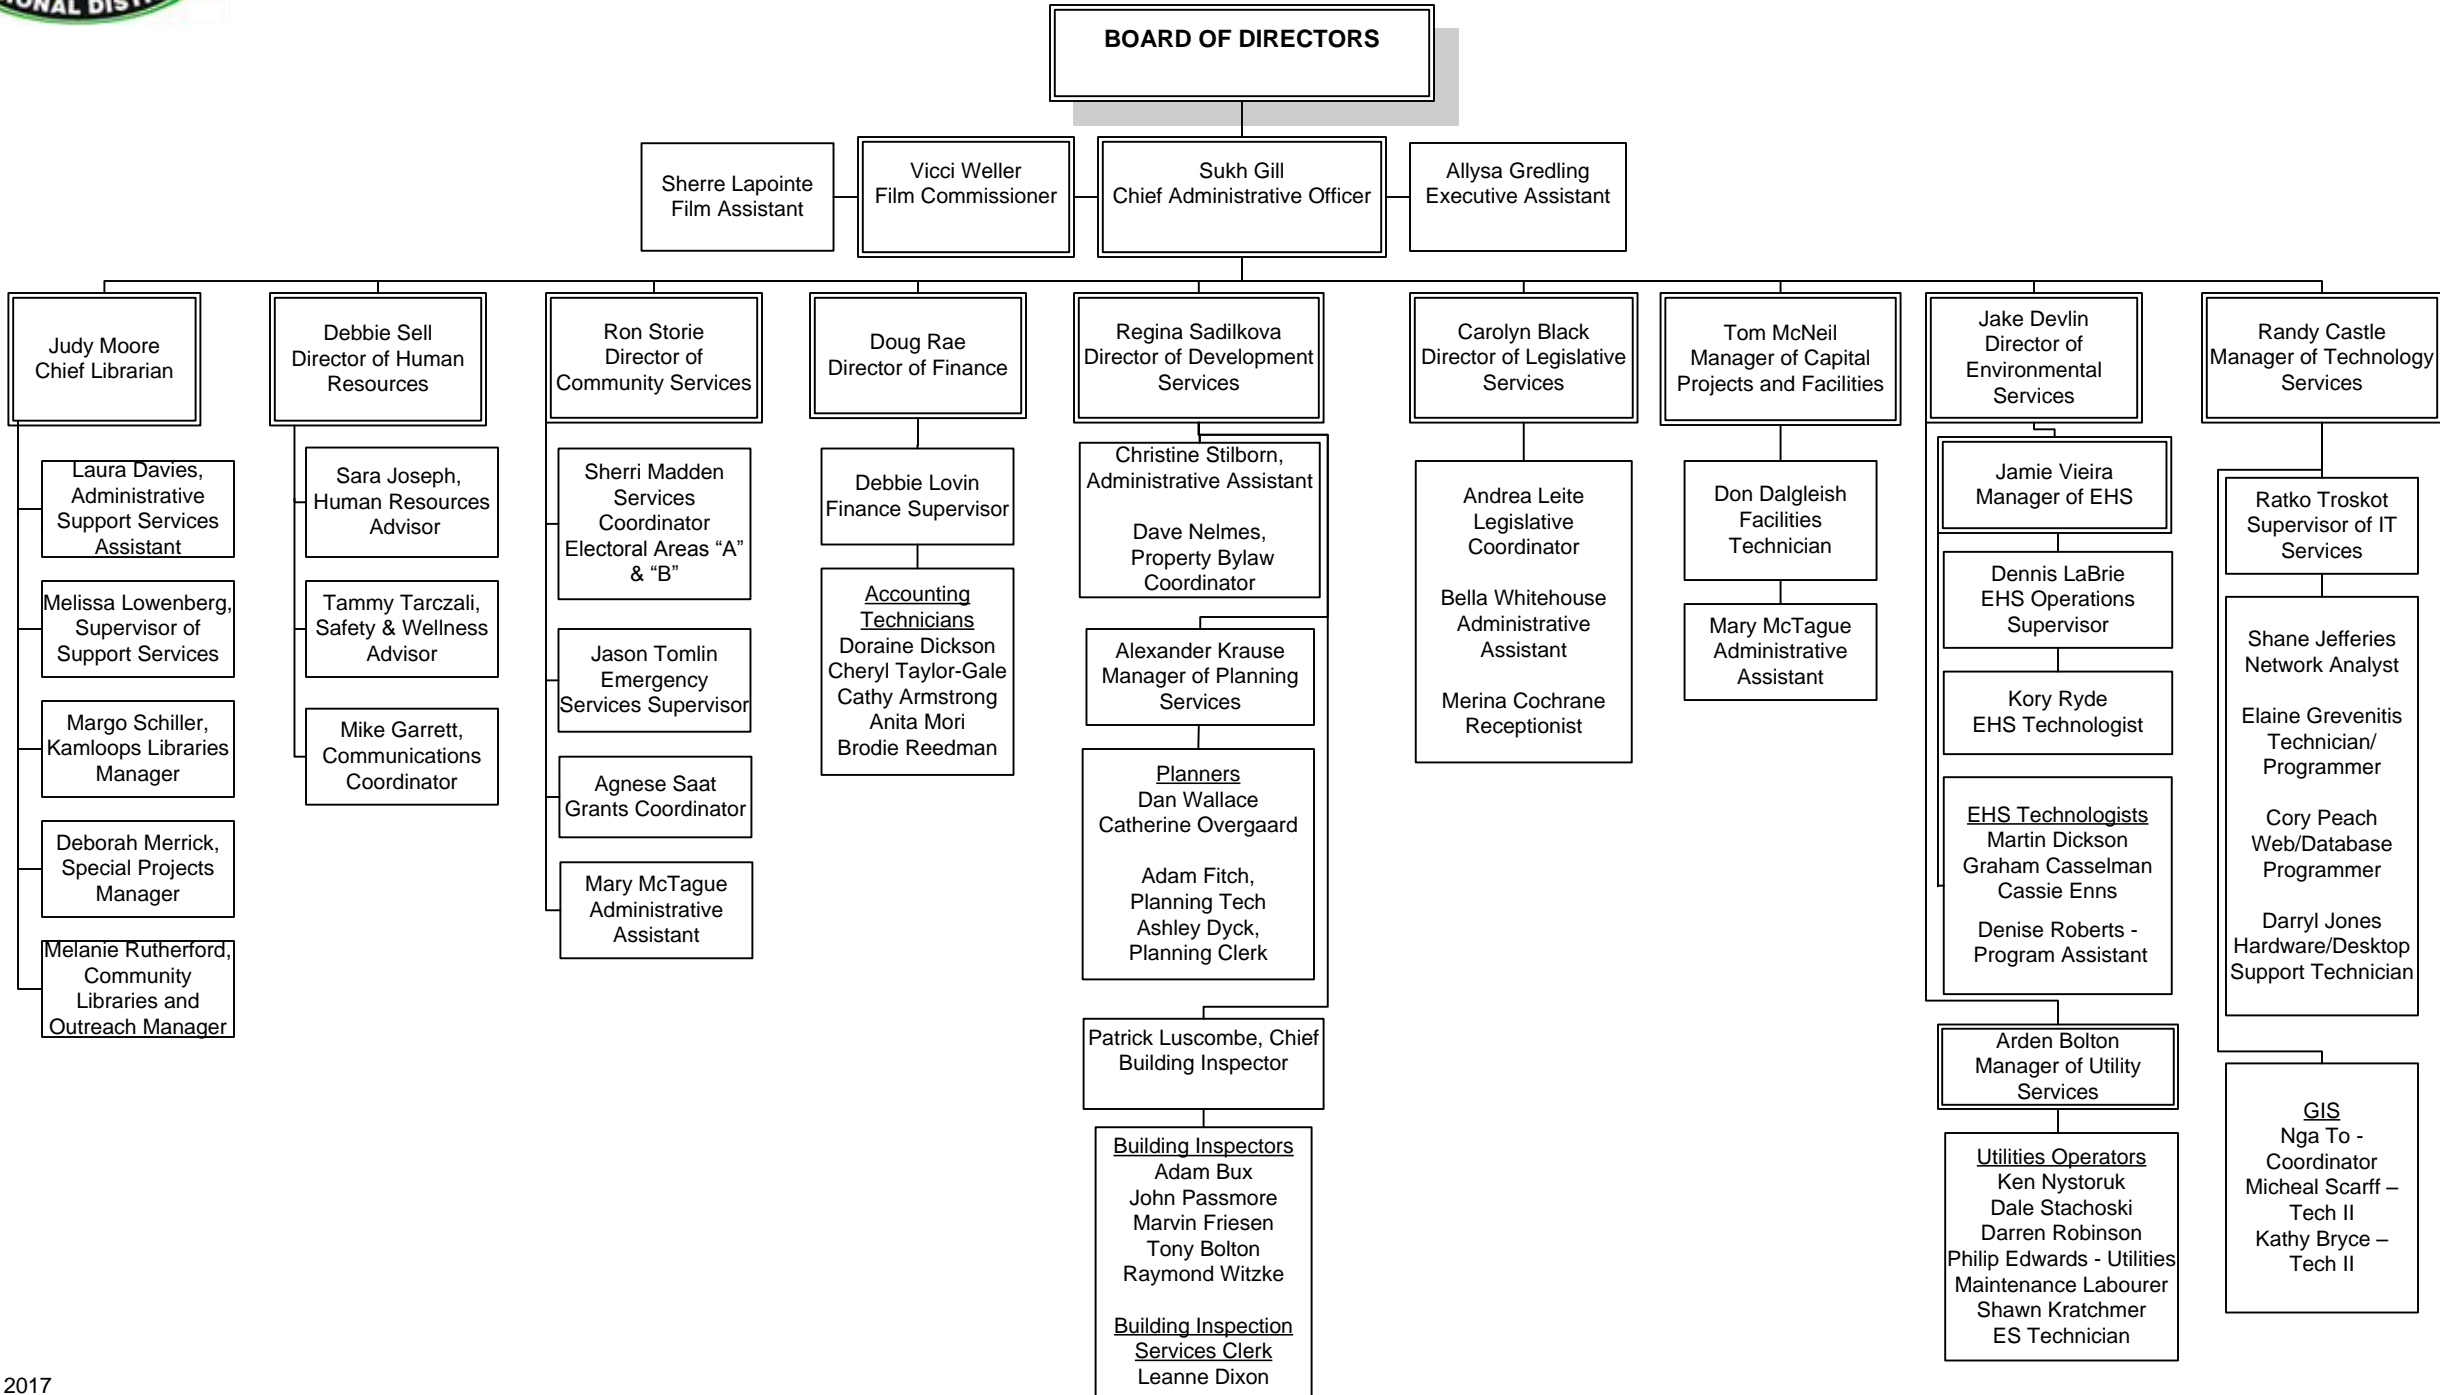 IONAL DIST
BOARD OF DIRECTORS
Sherre Lapointe
Film Assistant
Vicci Weller
Film Commissioner
Sukh Gill
Chief Administrative Officer
Allysa Gredling
Executive Assistant
Judy Moore
Chief Librarian
Laura Davies,
Administrative
Support Services
Assistant
Melissa Lowenberg,
Supervisor of
Support Services
Margo Schiller,
Kamloops Libraries
Manager
Deborah Merrick,
Special Projects
Manager
Melanie Rutherford,
Community
Libraries and
Outreach Manager
Debbie Sell
Director of Human
Resources
Sara Joseph,
Human Resources
Advisor
Tammy Tarczali,
Safety & Wellness
Advisor
Mike Garrett,
Communications
Coordinator
Ron Storie
Director of
Community Services
Sherri Madden
Services
Coordinator
Electoral Areas “A”
& “B”
Jason Tomlin
Emergency
Services Supervisor
Agnese Saat
Grants Coordinator
Mary McTague
Administrative
Assistant
Doug Rae
Director of Finance
Debbie Lovin
Finance Supervisor
Accounting
Technicians
Doraine Dickson
Cheryl Taylor-Gale
Cathy Armstrong
Anita Mori
Brodie Reedman
Regina Sadilkova
Director of Development
Services
Christine Stilborn,
Administrative Assistant
Dave Nelmes,
Property Bylaw
Coordinator
Alexander Krause
Manager of Planning
Services
Planners
Dan Wallace
Catherine Overgaard
Adam Fitch,
Planning Tech
Ashley Dyck,
Planning Clerk
Patrick Luscombe, Chief
Building Inspector
Building Inspectors
Adam Bux
John Passmore
Marvin Friesen
Tony Bolton
Raymond Witzke
Building Inspection
Services Clerk
Leanne Dixon
Carolyn Black
Director of Legislative
Services
Andrea Leite
Legislative
Coordinator
Bella Whitehouse
Administrative
Assistant
Merina Cochrane
Receptionist
Tom McNeil
Manager of Capital
Projects and Facilities
Don Dalgleish
Facilities
Technician
Mary McTague
Administrative
Assistant
Jake Devlin
Director of
Environmental
Services
Jamie Vieira
Manager of EHS
Dennis LaBrie
EHS Operations
Supervisor
Kory Ryde
EHS Technologist
EHS Technologists
Martin Dickson
Graham Casselman
Cassie Enns
Denise Roberts -
Program Assistant
Arden Bolton
Manager of Utility
Services
Utilities Operators
Ken Nystoruk
Dale Stachoski
Darren Robinson
Philip Edwards - Utilities
Maintenance Labourer
Shawn Kratchmer
ES Technician
Randy Castle
Manager of Technology
Services
Ratko Troskot
Supervisor of IT
Services
Shane Jefferies
Network Analyst
Elaine Grevenitis
Technician/
Programmer
Cory Peach
Web/Database
Programmer
Darryl Jones
Hardware/Desktop
Support Technician
GIS
Nga To -
Coordinator
Micheal Scarff –
Tech II
Kathy Bryce –
Tech II
2017